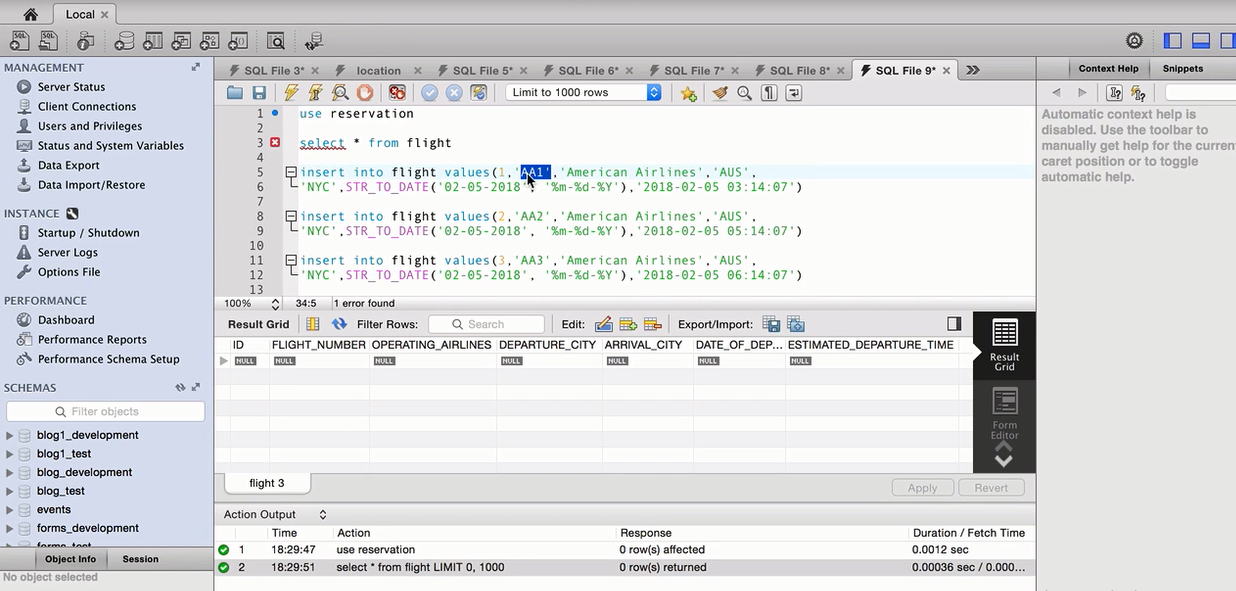 Local
SQL File 3*
location
SQL File 5*
SQL File 6*
SQL File 7*
SQL File 8*
SQL File 9*
Context Help
Snippets
Limit to 1000 rows
MANAGEMENT
Server Status
Client Connections
Users and Privileges
Status and System Variables
Data Export
Data Import/Restore
INSTANCE
Startup / Shutdown
Server Logs
Options File
PERFORMANCE
Dashboard
Performance Reports
Performance Schema Setup
SCHEMAS
Filter objects
blog1_development
blog1_test
blog_development
blog_test
events
forms_development
forms_test
Object Info
Session
No object selected
1 use reservation
2
3 select * from flight
4
5 insert into flight values(1,'AA1','American Airlines','AUS',
6 'NYC',STR_TO_DATE('02-05-2018', '%m-%d-%Y'),'2018-02-05 03:14:07')
7
8 insert into flight values(2,'AA2','American Airlines','AUS',
9 'NYC',STR_TO_DATE('02-05-2018', '%m-%d-%Y'),'2018-02-05 05:14:07')
10
11 insert into flight values(3,'AA3','American Airlines','AUS',
12 'NYC',STR_TO_DATE('02-05-2018', '%m-%d-%Y'),'2018-02-05 06:14:07')
13
100% 34:5 1 error found
Automatic context help is
disabled. Use the toolbar to
manually get help for the curren
caret position or to toggle
automatic help.
Result Grid Filter Rows: Search Edit: Export/Import:
ID FLIGHT_NUMBER OPERATING_AIRLINES DEPARTURE_CITY ARRIVAL_CITY DATE_OF_DEP... ESTIMATED_DEPARTURE_TIME
NULL NULL NULL NULL NULL NULL NULL
Result
Grid
Form
Editor
flight 3
Apply
Revert
Action Output
Time Action Response Duration / Fetch Time
1 18:29:47 use reservation 0 row(s) affected 0.0012 sec
2 18:29:51 select * from flight LIMIT 0, 1000 0 row(s) returned 0.00036 sec / 0.000...